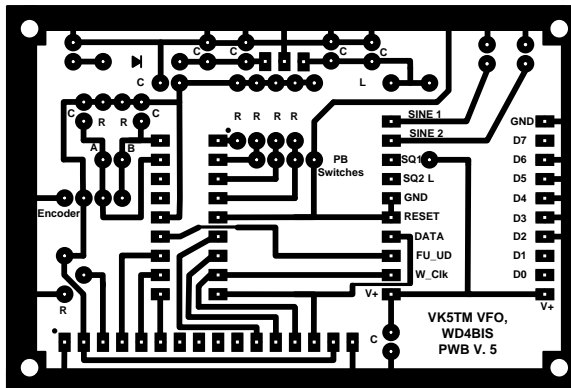 C C C C
C L
C R R C
R R R R
SINE 1
GND
A B
SINE 2
D7
PB
Switches
SQ1
D6
SQ2 L
D5
Encoder
GND
D4
RESET
D3
DATA
D2
FU_UD
D1
W_Clk
D0
R
V+
V+
VK5TM VFO,
WD4BIS
PWB V. 5
C